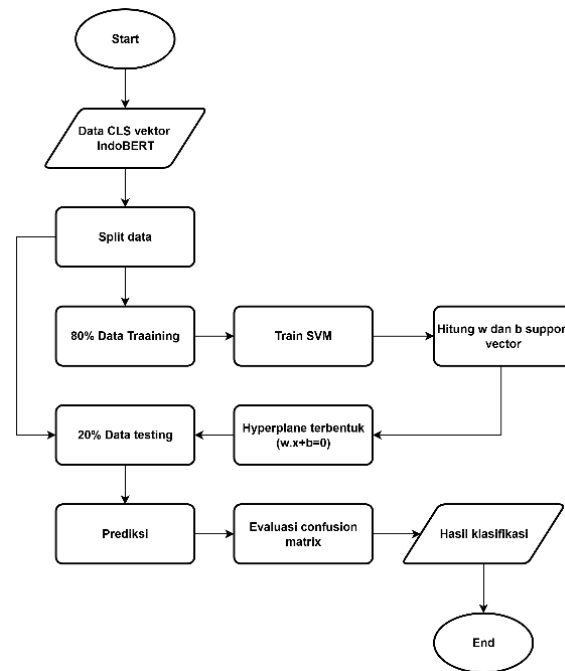 Start
Data CLS vektor
IndoBERT
Split data
80% Data Traaining
Train SVM
Hitung w dan b suppor
vector
20% Data testing
Hyperplane terbentuk
(w.x+b=0)
Prediksi
Evaluasi confusion
matrix
Hasil klasifikasi
End